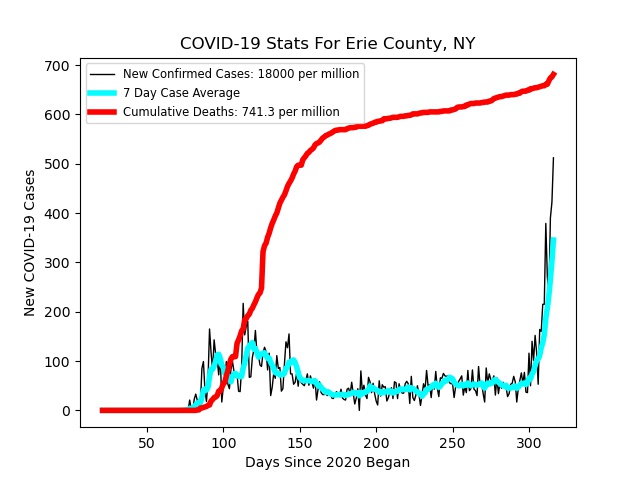 COVID-19 Stats For Erie County, NY
700
New Confirmed Cases: 18000 per million
7 Day Case Average
Cumulative Deaths: 741.3 per million
600
500
400
300
200
100
0
New COVID-19 Cases
50 100 150 200 250 300
Days Since 2020 Began